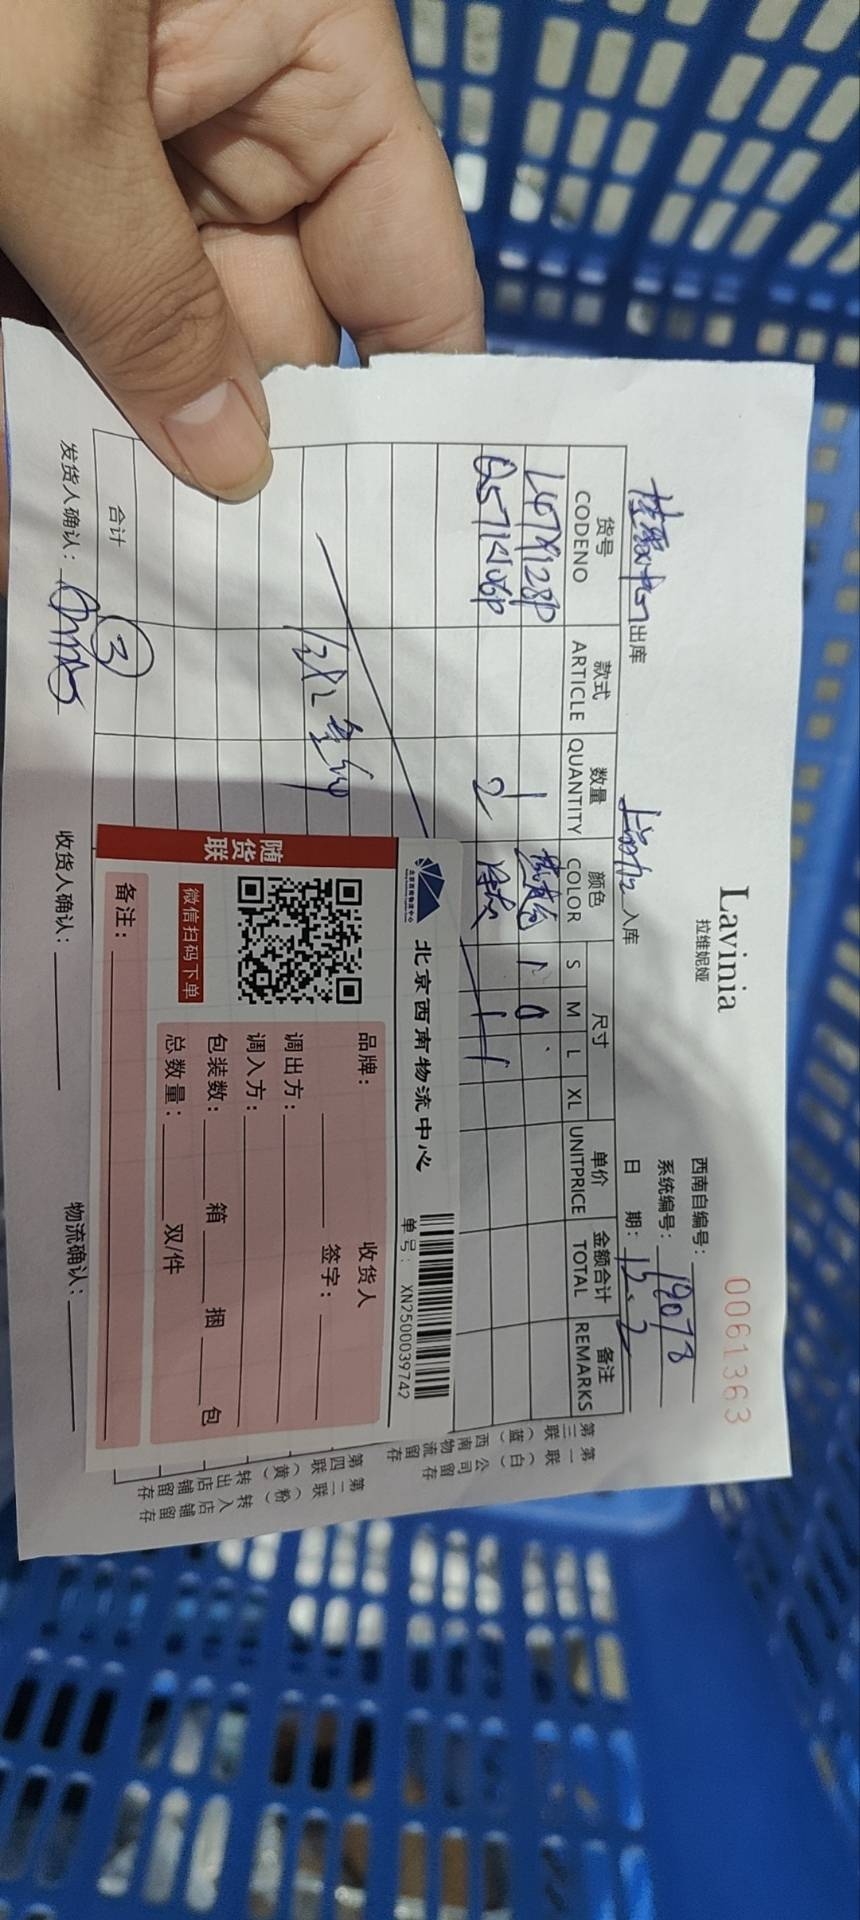 Lavinia
拉维妮娅
0061363
西南自编号：
系统编号： 19078
出库
入库
日 期： 12.2
货号 款式 数量 颜色 尺寸 单价 金额合计 备注
CODENO ARTICLE QUANTITY COLOR S M L XL UNITPRICE TOTAL REMARKS
1
2
合计 ③
发货人确认：
收货人确认：
物流确认：
第一联（白）公司留存
第二联（粉）转入店铺留存
第三联（蓝）西南物流留存
第四联（黄）转出店铺留存
北京西南物流中心
单号： XN2500039742
随货联
微信扫码下单
品牌：
收货人
签字：
调出方：
调入方：
包装数： 箱 捆 包
总数量： 双/件
备注：